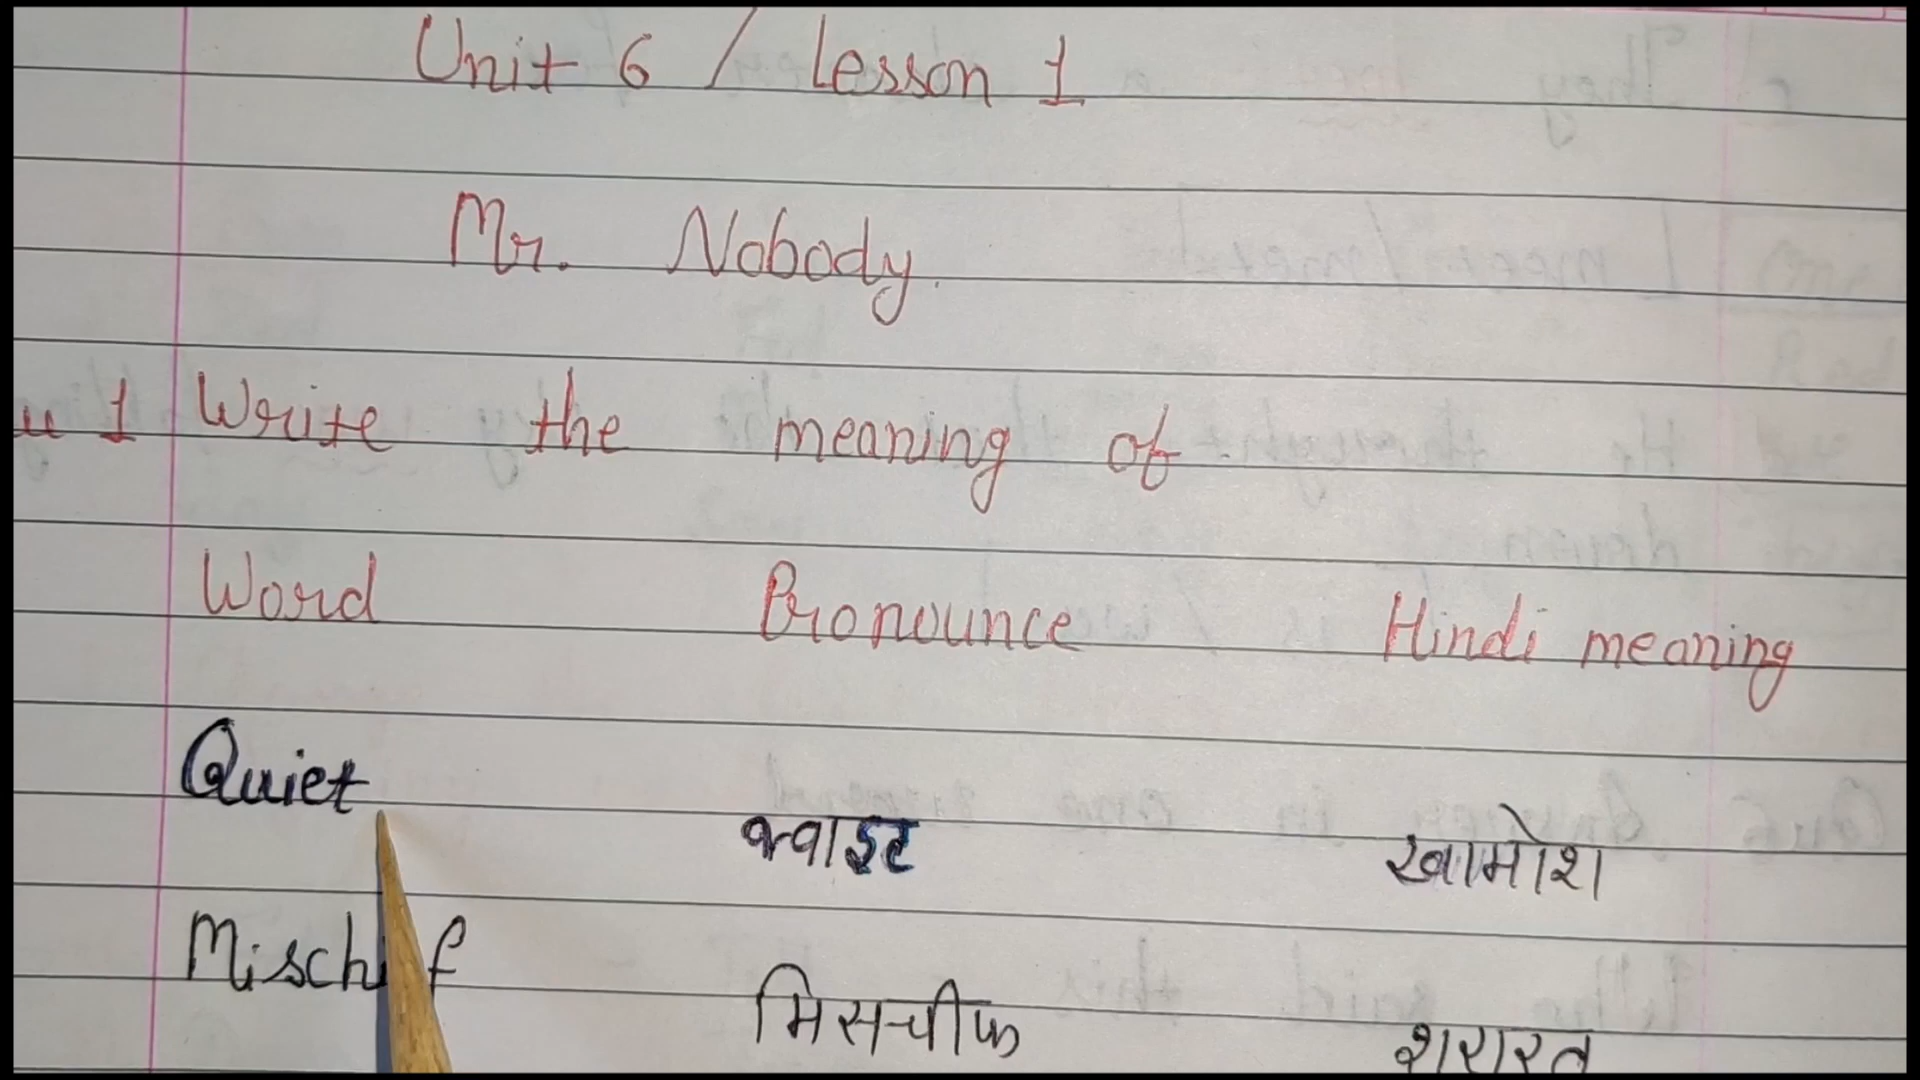 Unit 6 / Lesson 1
Mr. Nobody.
1 Write the meaning of
Word Pronounce Hindi meaning
Quiet क्वाइट खामोश
मिसचीफ शरारत